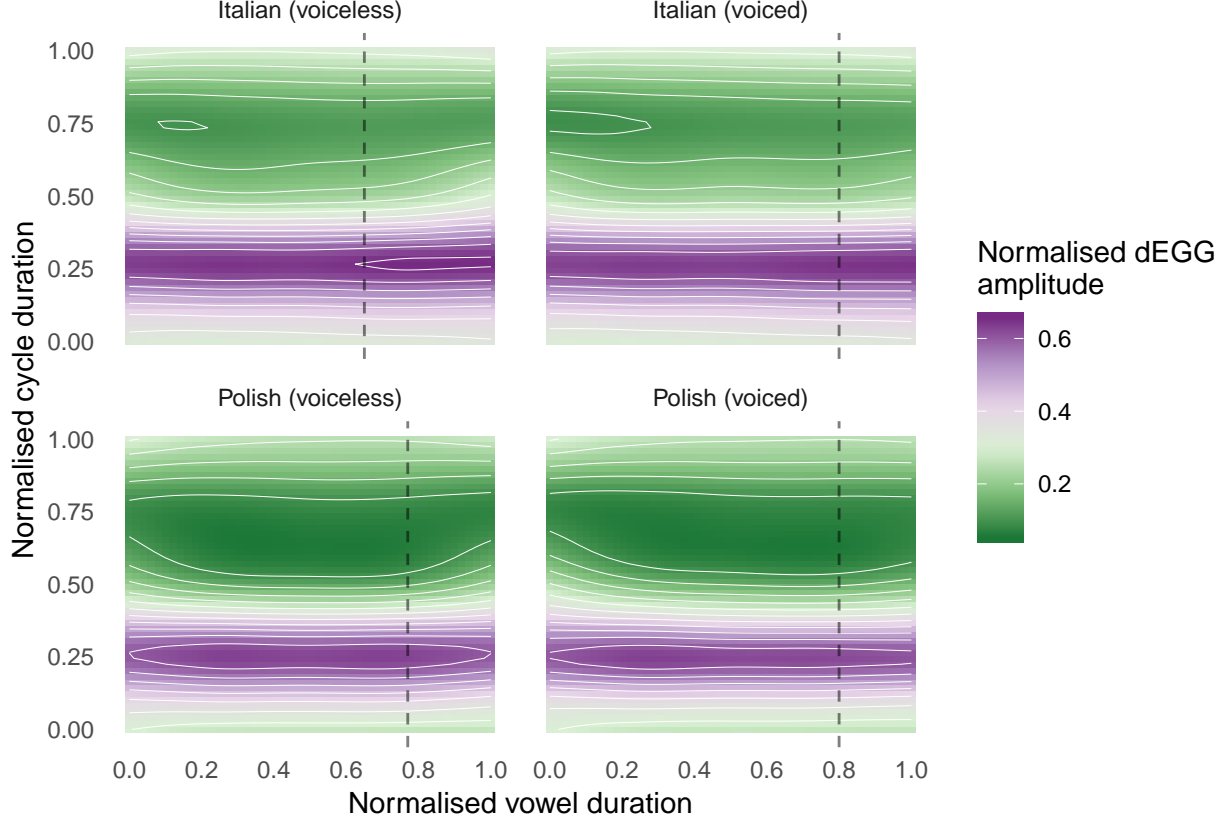 Italian (voiceless)
Italian (voiced)
1.00
0.75
0.50
0.25
0.00
Polish (voiceless)
Polish (voiced)
1.00
0.75
0.50
0.25
0.00
0.0 0.2 0.4 0.6 0.8 1.0
0.0 0.2 0.4 0.6 0.8 1.0
Normalised vowel duration
Normalised cycle duration
Normalised dEGG
amplitude
0.6
0.4
0.2